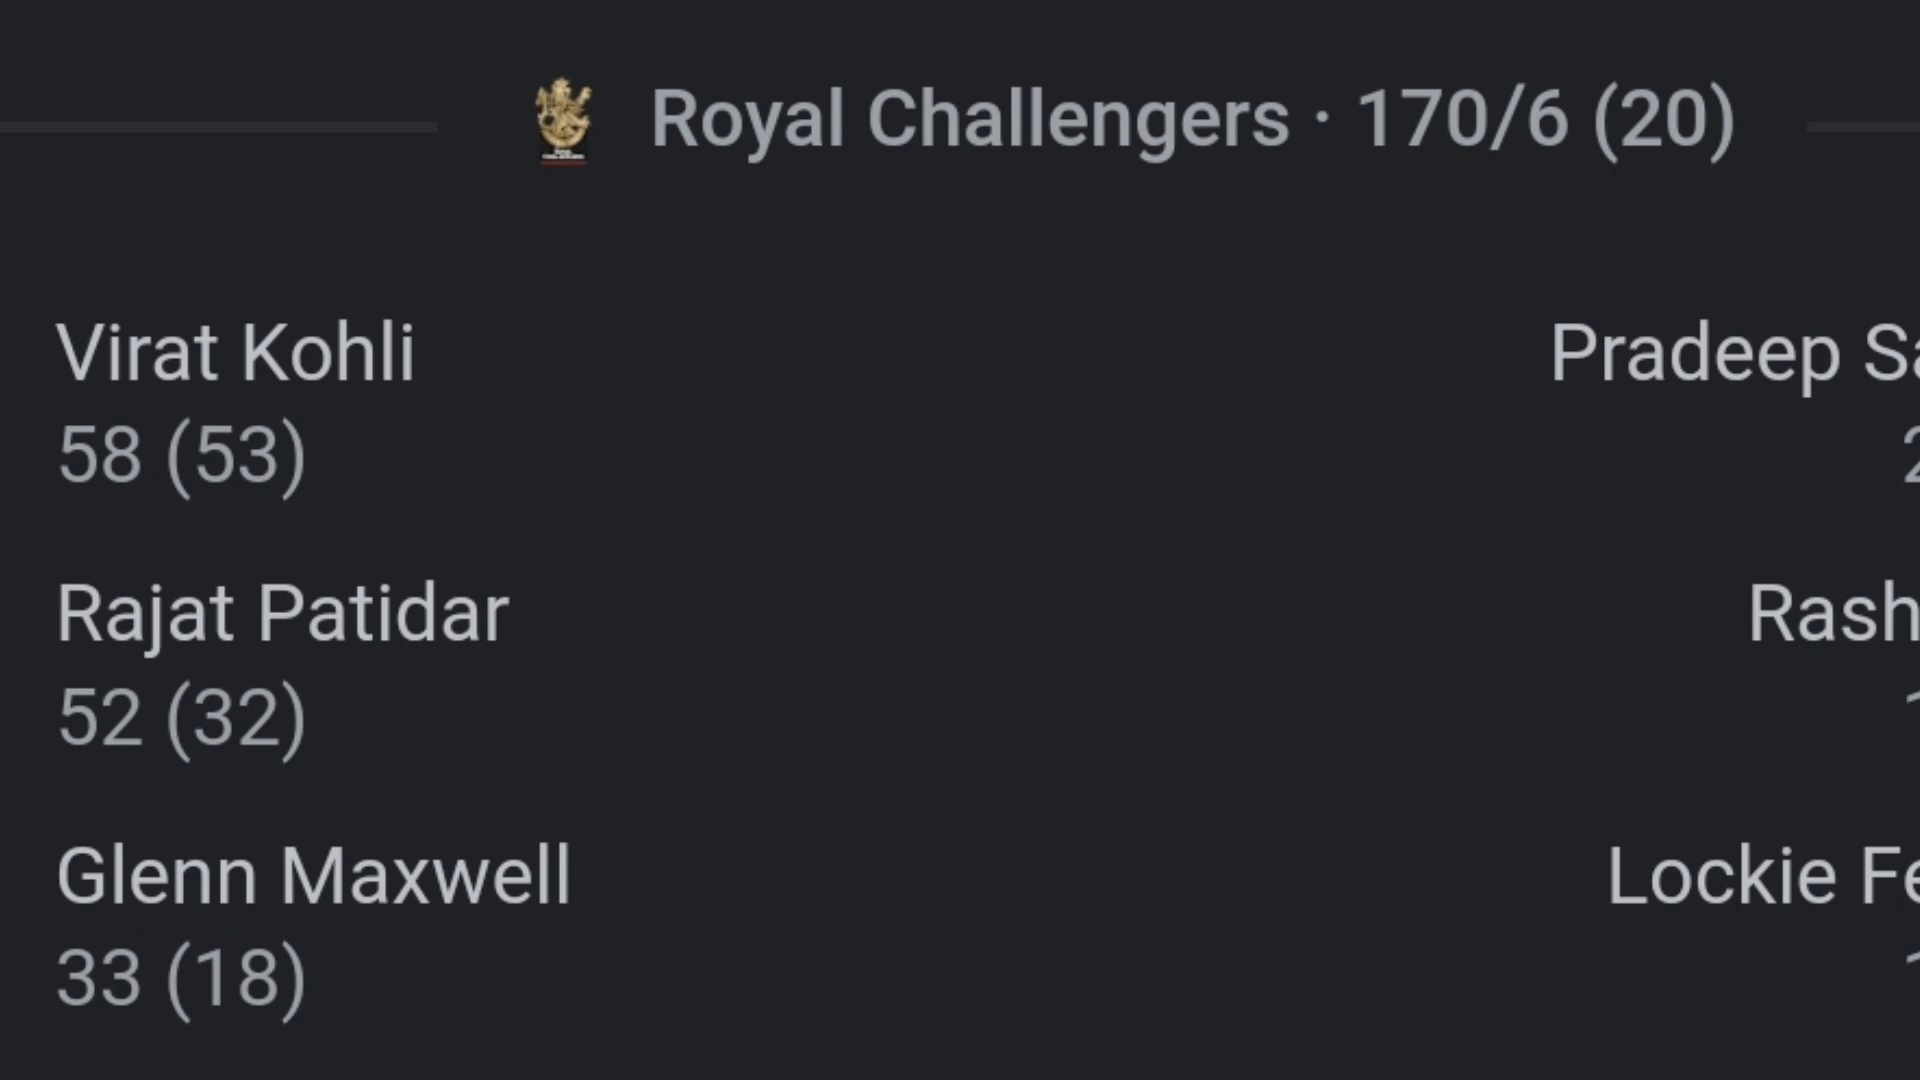 Royal Challengers · 170/6 (20)
Virat Kohli
Pradeep
58 (53)
Rajat Patidar
52 (32)
Glenn Maxwell
Lockie
33 (18)